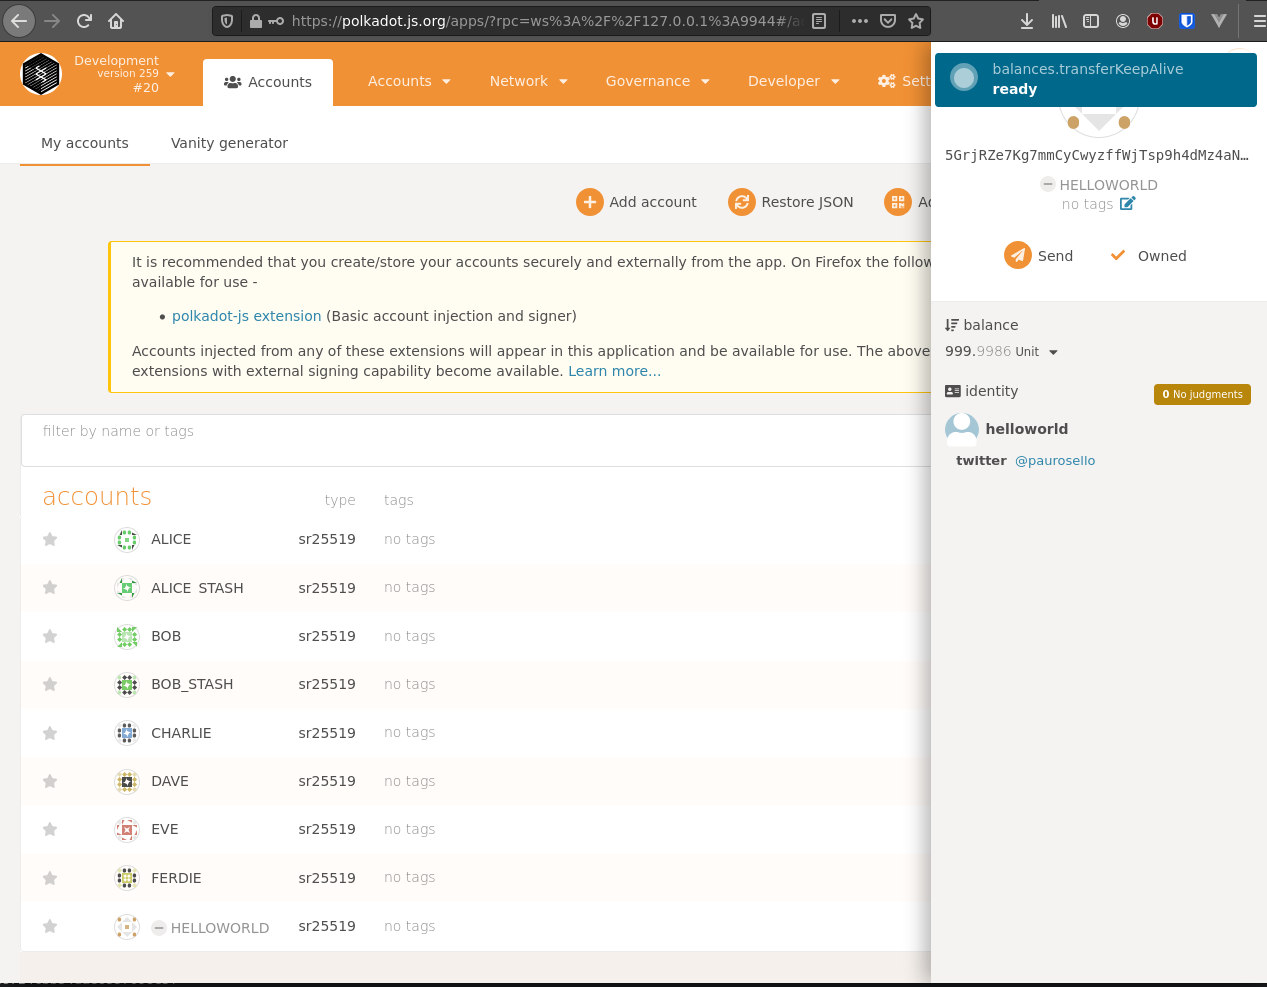 https://polkadot.js.org/apps/?rpc=ws%3A%2F%2F127.0.0.1%3A9944#/a
Development
version 259
#20
Accounts
Accounts
Network
Governance
Developer
Sett
balances.transferKeepAlive
ready
My accounts
Vanity generator
5GrjRZe7Kg7mmCyCwyzffWjTsp9h4dMz4aN…
HELLOWORLD
no tags
Add account
Restore JSON
Send
Owned
It is recommended that you create/store your accounts securely and externally from the app. On Firefox the follow
available for use -
• polkadot-js extension (Basic account injection and signer)
Accounts injected from any of these extensions will appear in this application and be available for use. The above
extensions with external signing capability become available. Learn more...
balance
999.9986 Unit
identity
0 No judgments
helloworld
twitter @paurosello
filter by name or tags
accounts type tags
ALICE sr25519 no tags
ALICE_STASH sr25519 no tags
BOB sr25519 no tags
BOB_STASH sr25519 no tags
CHARLIE sr25519 no tags
DAVE sr25519 no tags
EVE sr25519 no tags
FERDIE sr25519 no tags
HELLOWORLD sr25519 no tags